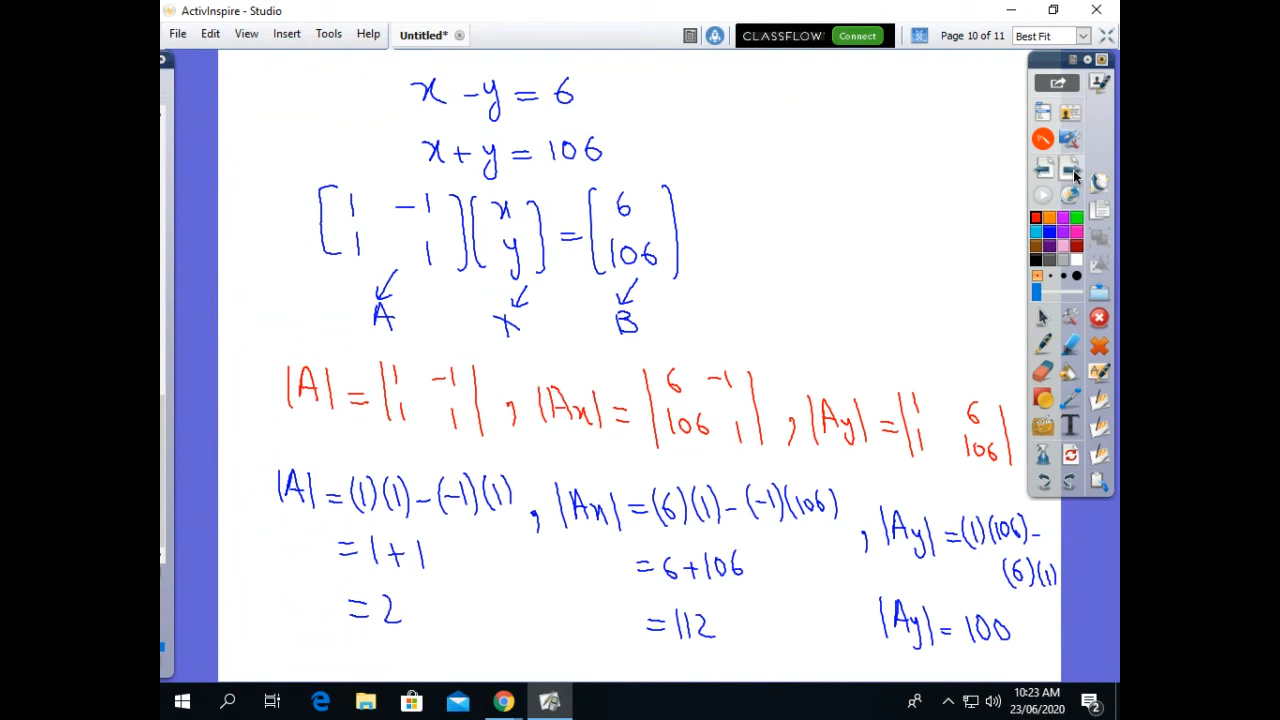 ActivInspire - Studio
File Edit View Insert Tools Help Untitled* CLASSFLOW Connect Page 10 of 11 Best Fit
x - y = 6
x + y = 106
[1 -1 [x = [6
1 1] y] 106]
A X B
|A| = |1 -1 , |Ax| = |6 -1 , |Ay| = |1 6
1 1| 106 1| 1 106|
|A| = (1)(1) - (-1)(1) , |Ax| = (6)(1) - (-1)(106) , |Ay| = (1)(106) -
(6)(1)
= 1 + 1 = 6 + 106
= 2 = 112 |Ay| = 100
10:23 AM
23/06/2020
2